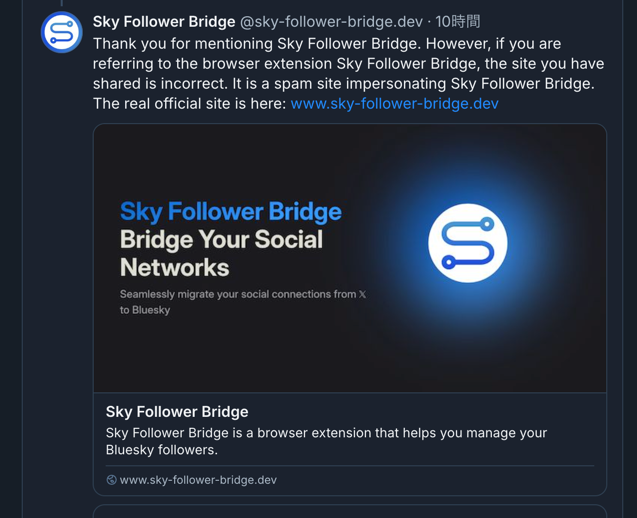 Sky Follower Bridge @sky-follower-bridge.dev · 10時間
Thank you for mentioning Sky Follower Bridge. However, if you are
referring to the browser extension Sky Follower Bridge, the site you have
shared is incorrect. It is a spam site impersonating Sky Follower Bridge.
The real official site is here: www.sky-follower-bridge.dev
Sky Follower Bridge
Bridge Your Social
Networks
Seamlessly migrate your social connections from 𝕏
to Bluesky
Sky Follower Bridge
Sky Follower Bridge is a browser extension that helps you manage your
Bluesky followers.
www.sky-follower-bridge.dev